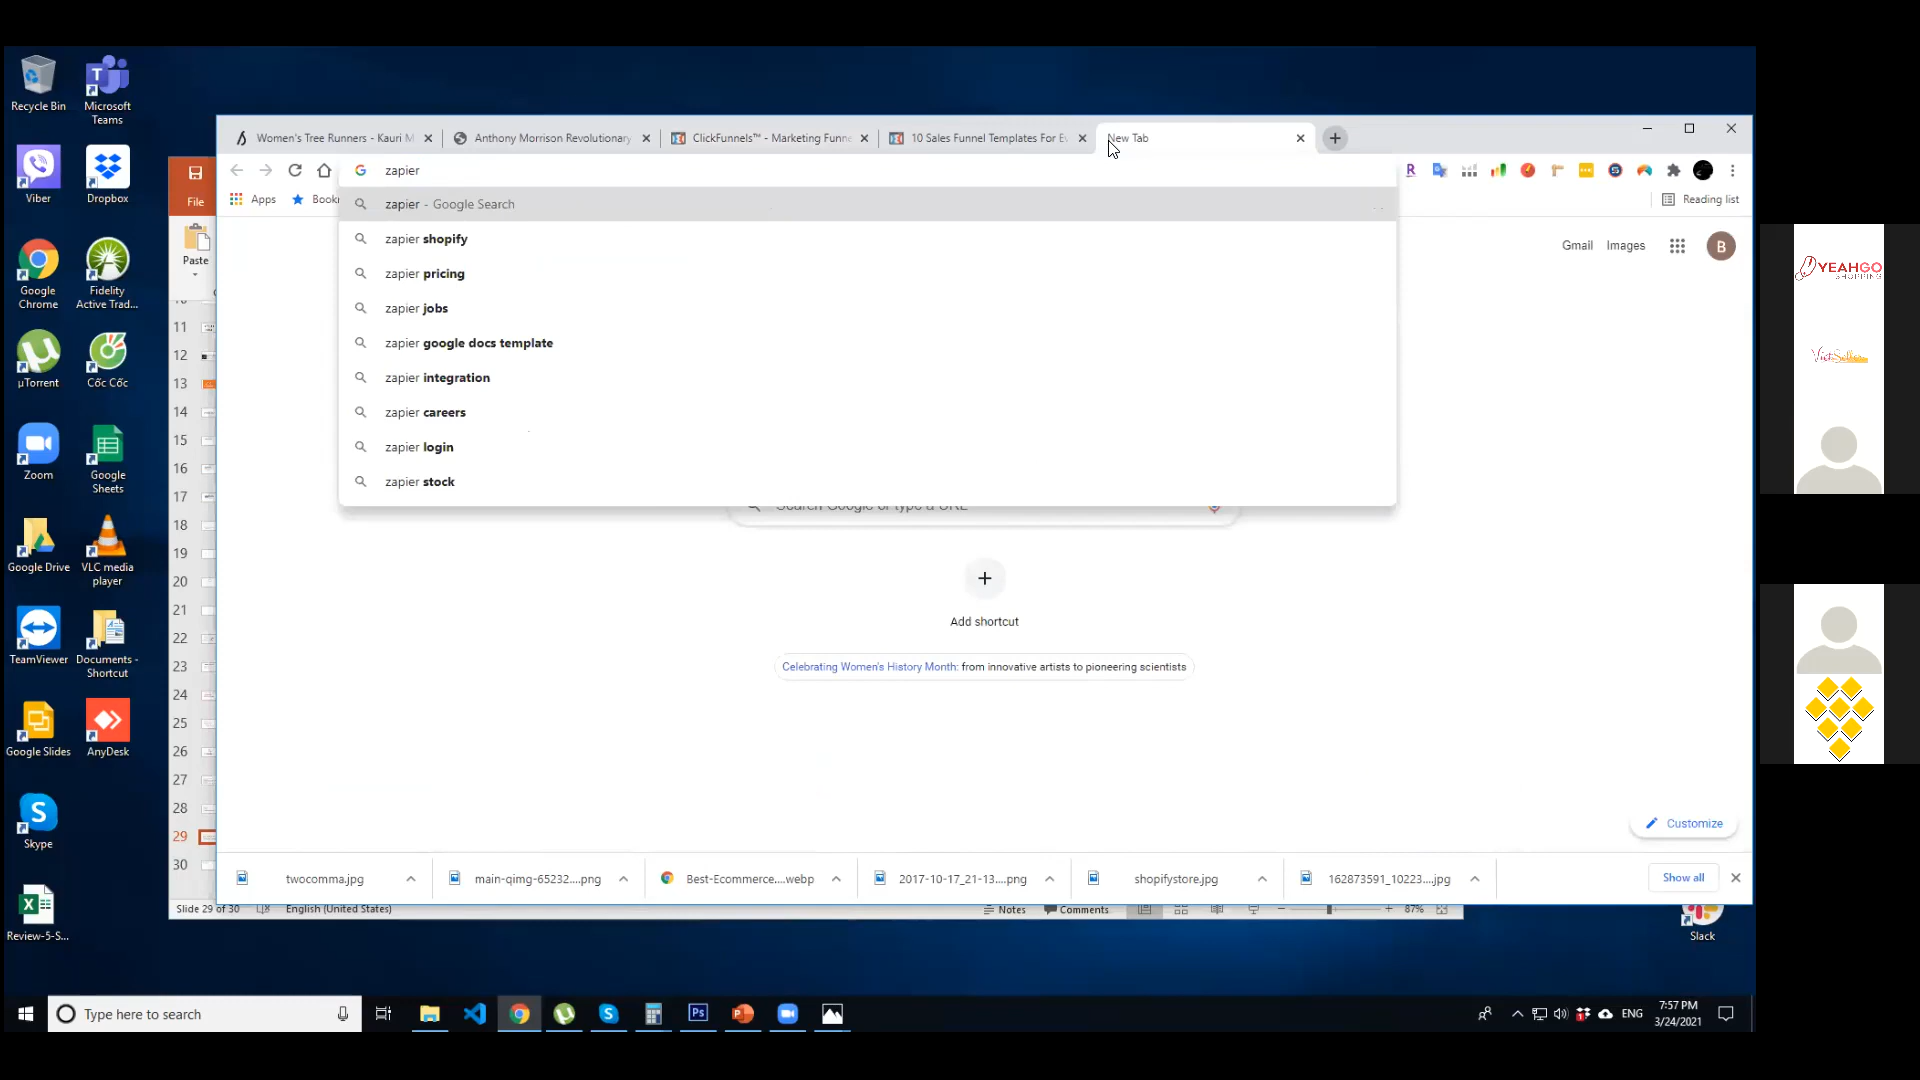 Recycle Bin
Microsoft
Teams
Viber
Dropbox
Google
Chrome
Fidelity
Active Trad...
µTorrent
Cốc Cốc
Zoom
Google
Sheets
Google Drive
VLC media
player
TeamViewer
Documents -
Shortcut
Google Slides
AnyDesk
Skype
Review-5-S...
File
Paste
11
12
13
14
15
16
17
18
19
20
21
22
23
24
25
26
27
28
29
30
Women's Tree Runners - Kauri M
Anthony Morrison Revolutionary
ClickFunnels™ - Marketing Funne
10 Sales Funnel Templates For Ev
New Tab
zapier
Apps
Book
Reading list
zapier - Google Search
zapier shopify
zapier pricing
zapier jobs
zapier google docs template
zapier integration
zapier careers
zapier login
zapier stock
Gmail
Images
B
Search Google or type a URL
Add shortcut
Celebrating Women's History Month: from innovative artists to pioneering scientists
Customize
twocomma.jpg
main-qimg-65232....png
Best-Ecommerce....webp
2017-10-17_21-13....png
shopifystore.jpg
162873591_10223....jpg
Show all
Slide 29 of 30
English (United States)
Notes
Comments
87%
Slack
Type here to search
ENG
7:57 PM
3/24/2021
YEAHGO
SHOPPING